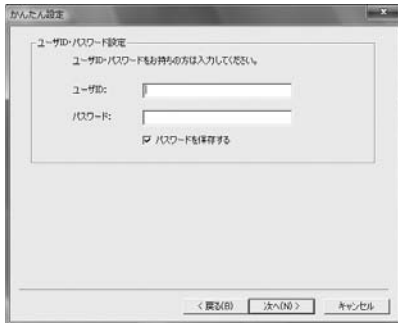 かんたん設定
ユーザID・パスワード設定
ユーザID・パスワードをお持ちの方は入力してください。
ユーザID:
パスワード:
パスワードを保存する
< 戻る(B)
次へ(N) >
キャンセル